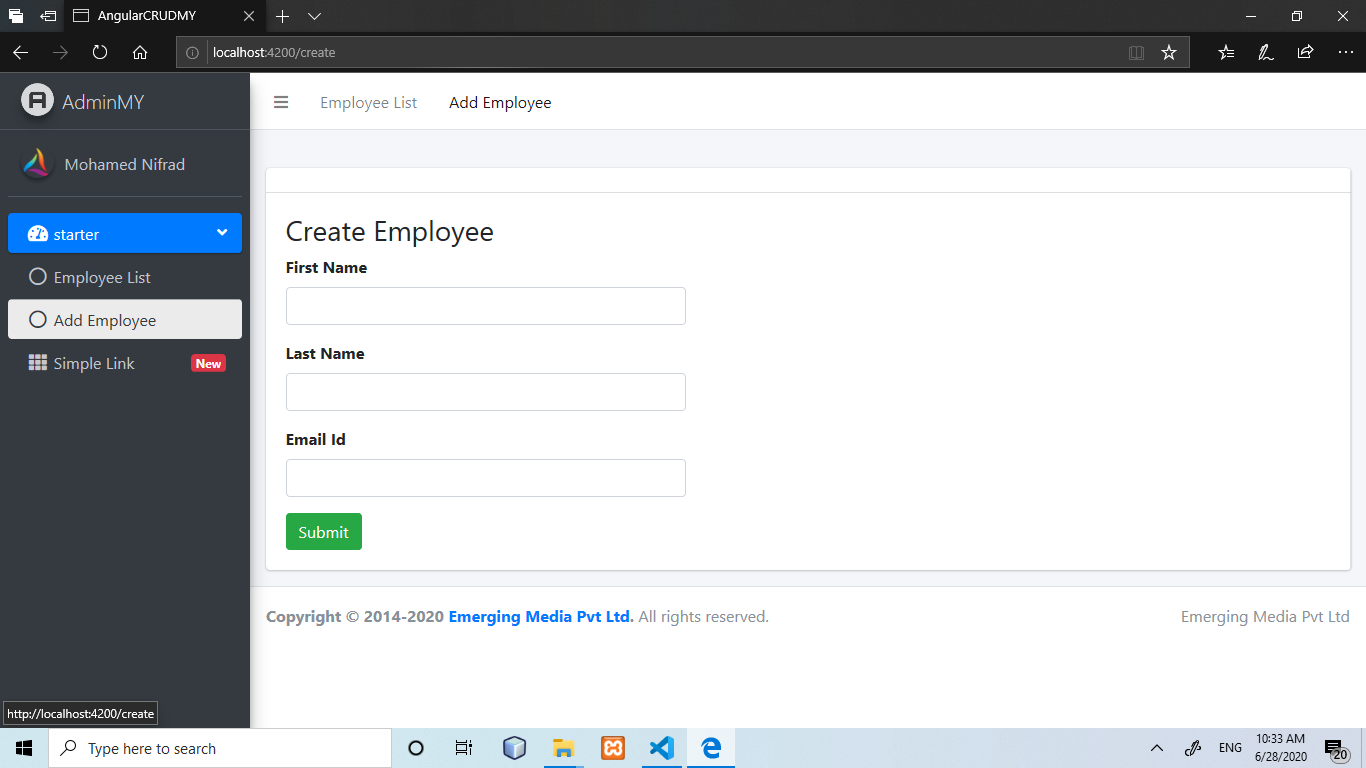 AngularCRUDMY
localhost:4200/create
AdminMY
Employee List
Add Employee
Mohamed Nifrad
starter
Employee List
Add Employee
Simple Link
New
Create Employee
First Name
Last Name
Email Id
Submit
Copyright © 2014-2020 Emerging Media Pvt Ltd. All rights reserved.
Emerging Media Pvt Ltd
http://localhost:4200/create
Type here to search
ENG
10:33 AM
6/28/2020
20